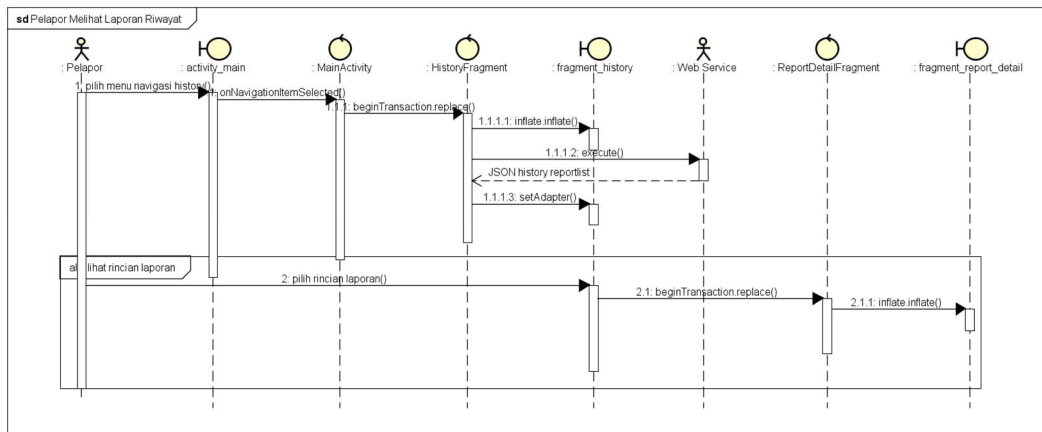 sd Pelapor Melihat Laporan Riwayat
: Pelapor
: activity_main
: MainActivity
: HistoryFragment
: fragment_history
: Web Service
: ReportDetailFragment
: fragment_report_detail
1: pilih menu navigasi history()
onNavigationItemSelected()
1.1.1: beginTransaction.replace()
1.1.1.1: inflate.inflate()
1.1.1.2: execute()
JSON history reportlist
1.1.1.3: setAdapter()
lihat rincian laporan
2: pilih rincian laporan()
2.1: beginTransaction.replace()
2.1.1: inflate.inflate()